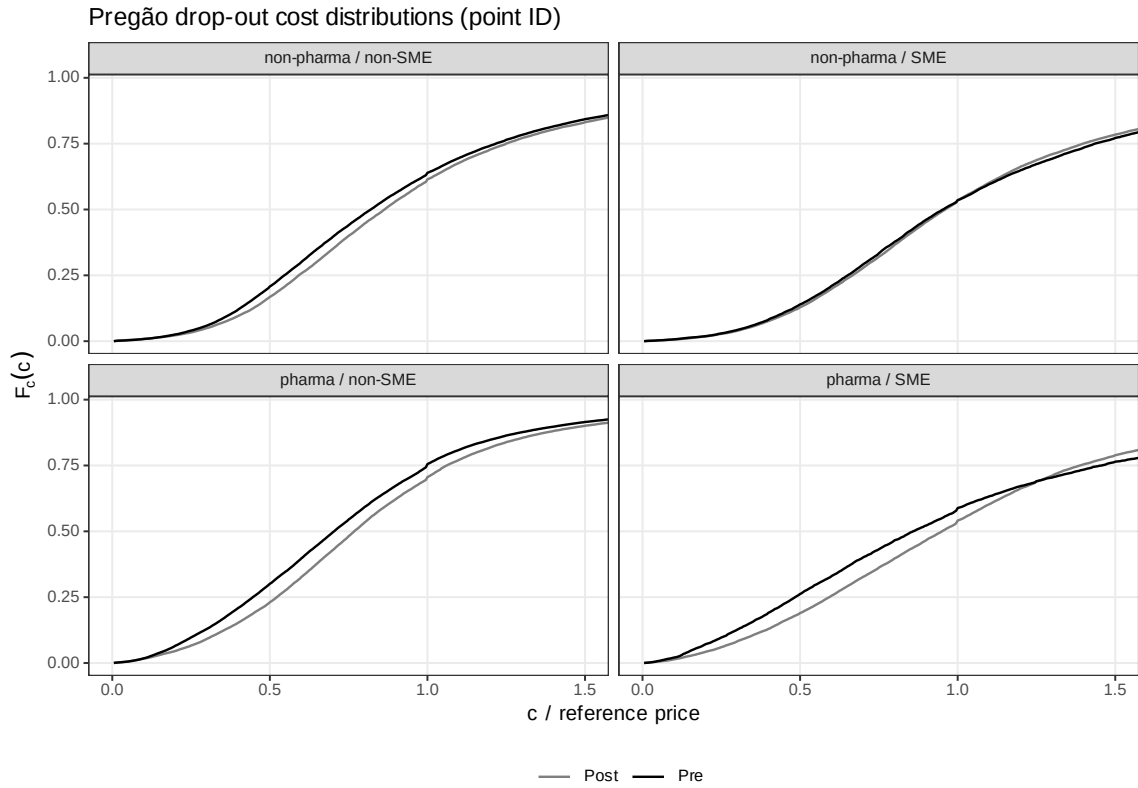 Pregão drop-out cost distributions (point ID)
non-pharma / non-SME
non-pharma / SME
1.00
0.75
0.50
0.25
0.00
pharma / non-SME
pharma / SME
1.00
0.75
0.50
0.25
0.00
F_c(c)
0.0 0.5 1.0 1.5
0.0 0.5 1.0 1.5
c / reference price
Post Pre